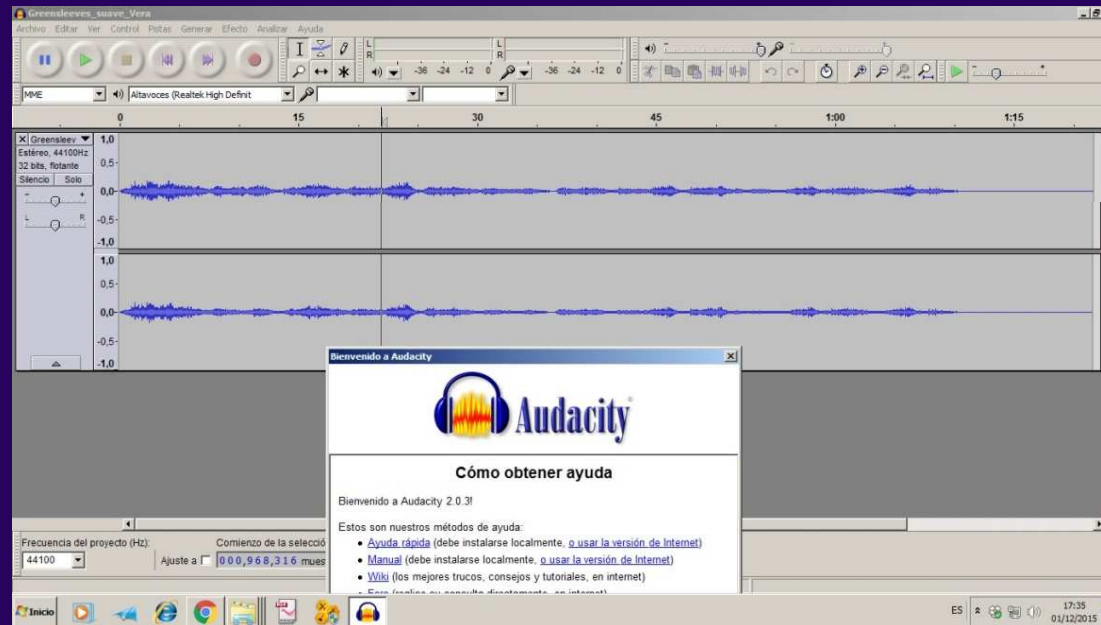 Greensleeves_suave_Vera
Archivo Editar Ver Control Pistas Generar Efecto Analizar Ayuda
L
R
-36 -24 -12 0
L
R
-36 -24 -12 0
MME Altavoces (Realtek High Definit
0 15 30 45 1:00 1:15
X Greensleev
Estéreo, 44100Hz
32 bits, flotante
Silencio Solo
- +
L R
1,0
0,5
0,0
-0,5
-1,0
1,0
0,5
0,0
-0,5
-1,0
Bienvenido a Audacity
Audacity
Cómo obtener ayuda
Bienvenido a Audacity 2.0.3!
Estos son nuestros métodos de ayuda:
• Ayuda rápida (debe instalarse localmente, o usar la versión de Internet)
• Manual (debe instalarse localmente, o usar la versión de Internet)
• Wiki (los mejores trucos, consejos y tutoriales, en internet)
Frecuencia del proyecto (Hz): Comienzo de la selecció
44100 Ajuste a 000,968,316 mues
Inicio
ES 17:35
01/12/2015